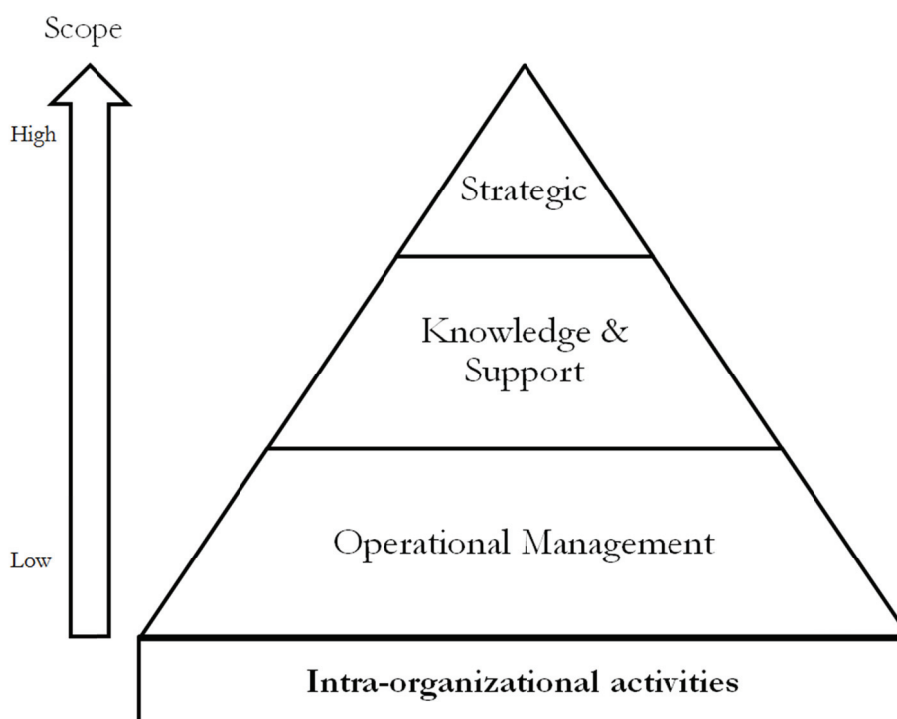 Scope
High
Strategic
Knowledge &
Support
Operational Management
Low
Intra-organizational activities